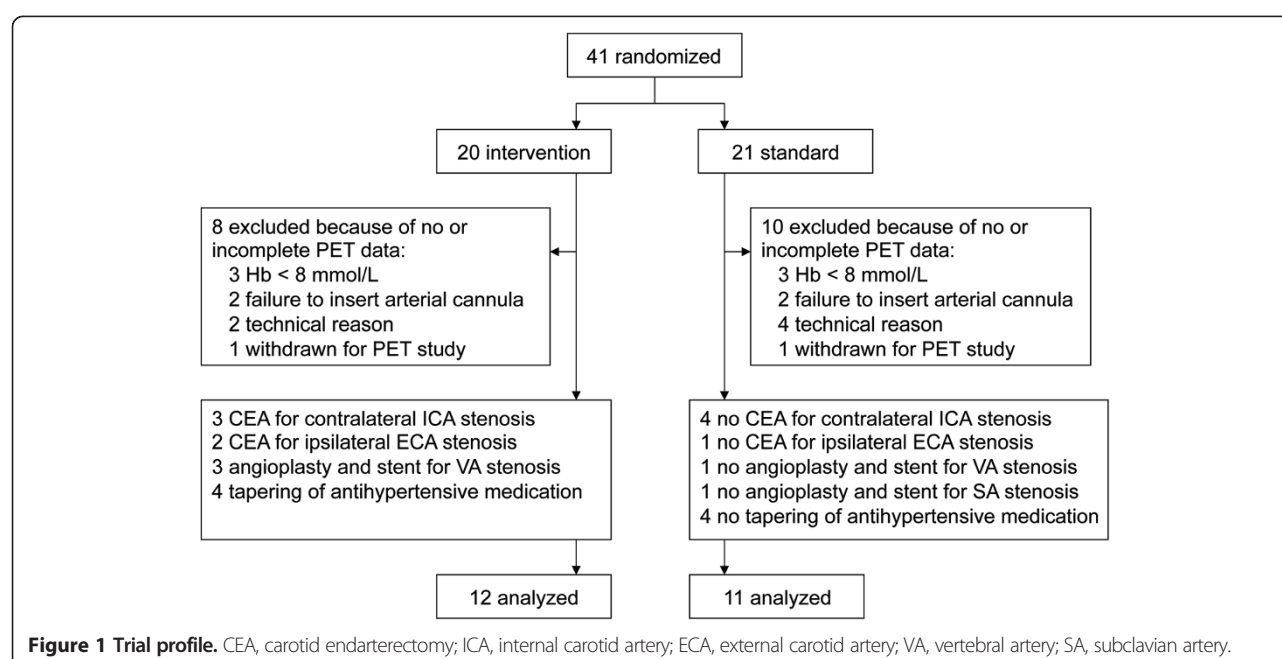 41 randomized
20 intervention
21 standard
8 excluded because of no or
incomplete PET data:
3 Hb < 8 mmol/L
2 failure to insert arterial cannula
2 technical reason
1 withdrawn for PET study
10 excluded because of no or
incomplete PET data:
3 Hb < 8 mmol/L
2 failure to insert arterial cannula
4 technical reason
1 withdrawn for PET study
3 CEA for contralateral ICA stenosis
2 CEA for ipsilateral ECA stenosis
3 angioplasty and stent for VA stenosis
4 tapering of antihypertensive medication
4 no CEA for contralateral ICA stenosis
1 no CEA for ipsilateral ECA stenosis
1 no angioplasty and stent for VA stenosis
1 no angioplasty and stent for SA stenosis
4 no tapering of antihypertensive medication
12 analyzed
11 analyzed
Figure 1 Trial profile. CEA, carotid endarterectomy; ICA, internal carotid artery; ECA, external carotid artery; VA, vertebral artery; SA, subclavian artery.